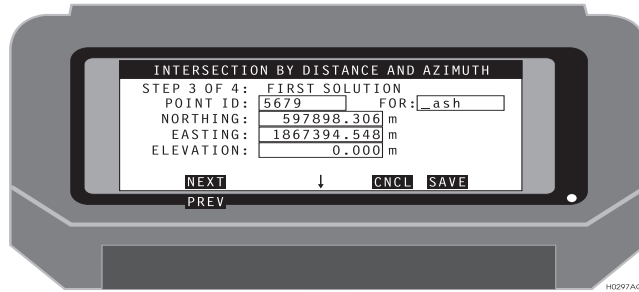 INTERSECTION BY DISTANCE AND AZIMUTH
STEP 3 OF 4: FIRST SOLUTION
POINT ID: 5679 FOR: _ash
NORTHING: 597898.306 m
EASTING: 1867394.548 m
ELEVATION: 0.000 m
NEXT ↓ CNCL SAVE
PREV
H0297AC